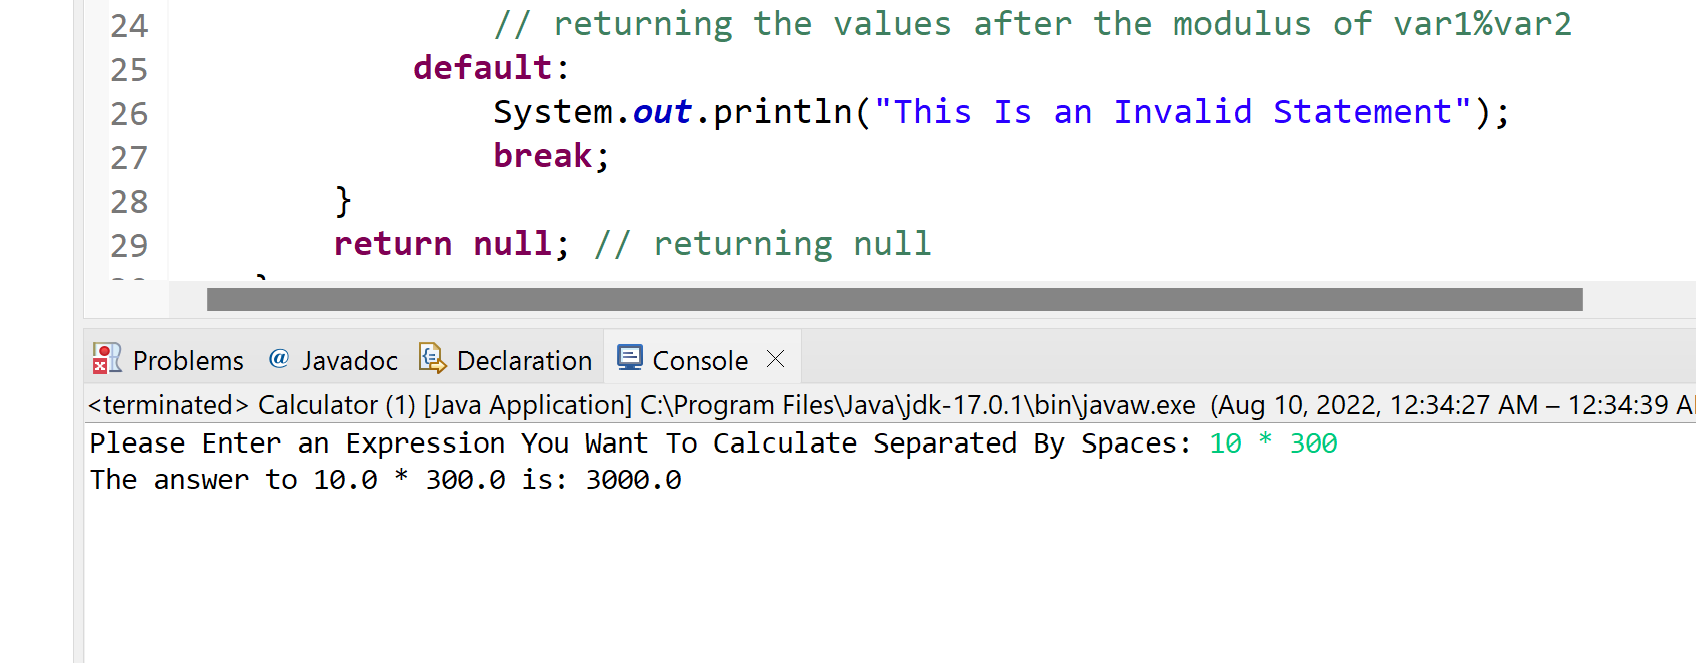 24 // returning the values after the modulus of var1%var2
25 default:
26 System.out.println("This Is an Invalid Statement");
27 break;
28 }
29 return null; // returning null
Problems @ Javadoc Declaration Console
<terminated> Calculator (1) [Java Application] C:\Program Files\Java\jdk-17.0.1\bin\javaw.exe (Aug 10, 2022, 12:34:27 AM – 12:34:39 A
Please Enter an Expression You Want To Calculate Separated By Spaces: 10 * 300
The answer to 10.0 * 300.0 is: 3000.0